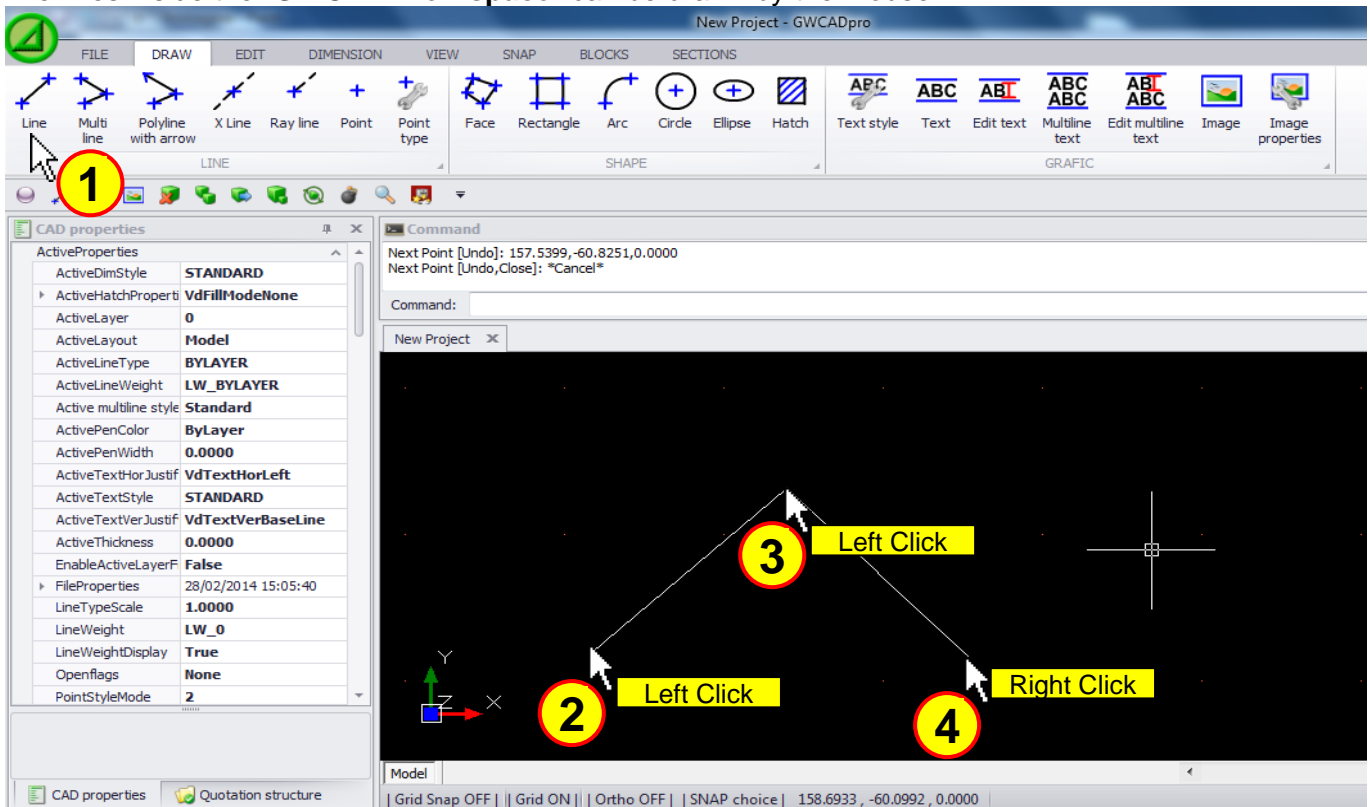 New Project - GWCADpro
FILE DRAW EDIT DIMENSION VIEW SNAP BLOCKS SECTIONS
Line Multi line Polyline with arrow X Line Ray line Point Point type Face Rectangle Arc Circle Ellipse Hatch Text style Text Edit text Multiline text Edit multiline text Image Image properties
LINE SHAPE GRAFIC
1
CAD properties
ActiveProperties
ActiveDimStyle STANDARD
ActiveHatchProperti VdFillModeNone
ActiveLayer 0
ActiveLayout Model
ActiveLineType BYLAYER
ActiveLineWeight LW_BYLAYER
Active multiline style Standard
ActivePenColor ByLayer
ActivePenWidth 0.0000
ActiveTextHorJustif VdTextHorLeft
ActiveTextStyle STANDARD
ActiveTextVerJustif VdTextVerBaseLine
ActiveThickness 0.0000
EnableActiveLayerF False
FileProperties 28/02/2014 15:05:40
LineTypeScale 1.0000
LineWeight LW_0
LineWeightDisplay True
Openflags None
PointStyleMode 2
CAD properties Quotation structure
Command
Next Point [Undo]: 157.5399,-60.8251,0.0000
Next Point [Undo,Close]: *Cancel*
Command:
New Project
3 Left Click
2 Left Click
4 Right Click
Y
Z X
Model
| Grid Snap OFF | | Grid ON | | Ortho OFF | | SNAP choice | 158.6933 , -60.0992 , 0.0000